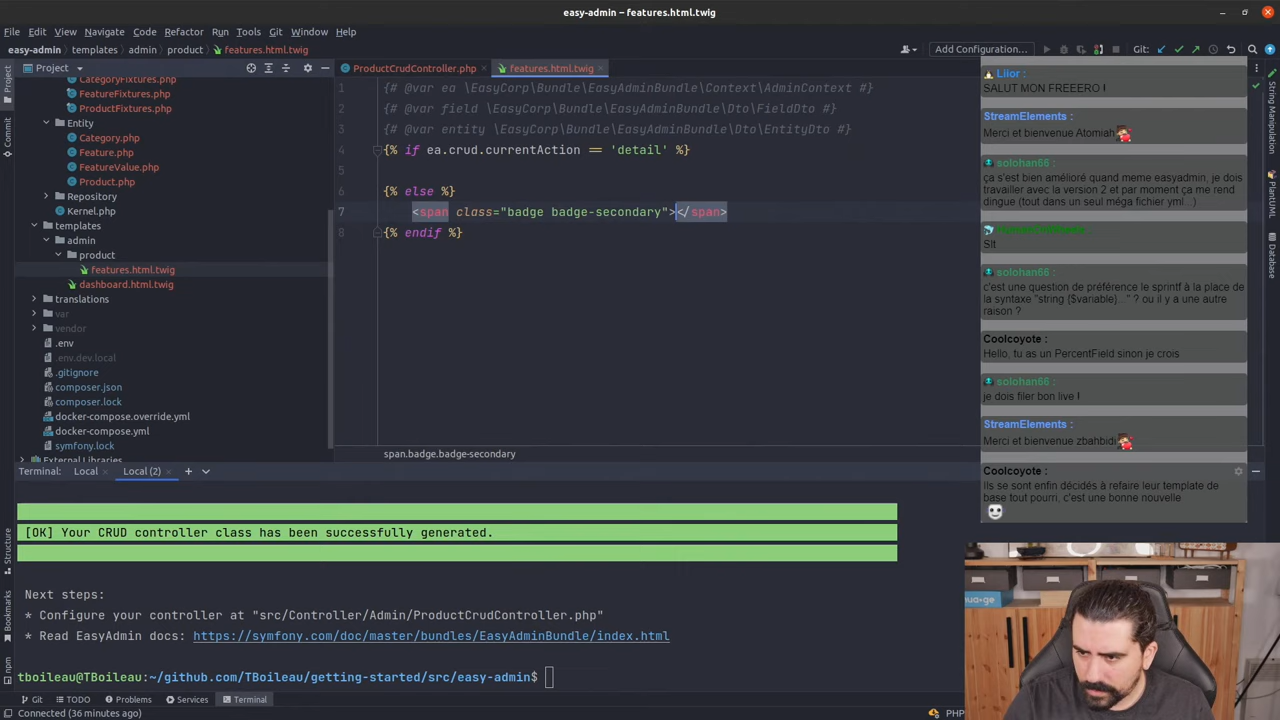 easy-admin – features.html.twig
File Edit View Navigate Code Refactor Run Tools Git Window Help
easy-admin templates admin product features.html.twig
Add Configuration...
Git:
Project
ProductCrudController.php
features.html.twig
CategoryFixtures.php
FeatureFixtures.php
ProductFixtures.php
Entity
Category.php
Feature.php
FeatureValue.php
Product.php
Repository
Kernel.php
templates
admin
product
features.html.twig
dashboard.html.twig
translations
var
vendor
.env
.env.dev.local
.gitignore
composer.json
composer.lock
docker-compose.override.yml
docker-compose.yml
symfony.lock
External Libraries
1 {# @var ea \EasyCorp\Bundle\EasyAdminBundle\Context\AdminContext #}
2 {# @var field \EasyCorp\Bundle\EasyAdminBundle\Dto\FieldDto #}
3 {# @var entity \EasyCorp\Bundle\EasyAdminBundle\Dto\EntityDto #}
4 {% if ea.crud.currentAction == 'detail' %}
5
6 {% else %}
7 <span class="badge badge-secondary"></span>
8 {% endif %}
span.badge.badge-secondary
Project
Commit
Structure
Bookmarks
npm
String Manipulation
PlantUML
Database
Liior :
SALUT MON FREEERO !
StreamElements :
Merci et bienvenue Atomiah
solohan66 :
ça s'est bien amélioré quand meme easyadmin, je dois
travailler avec la version 2 et par moment ça me rend
dingue (tout dans un seul méga fichier yml...)
Slt
solohan66 :
c'est une question de préférence le sprintf à la place de
la syntaxe "string {$variable}..." ? ou il y a une autre
raison ?
Coolcoyote :
Hello, tu as un PercentField sinon je crois
solohan66 :
je dois filer bon live !
StreamElements :
Merci et bienvenue zbahbidi
Coolcoyote :
Ils se sont enfin décidés à refaire leur template de
base tout pourri, c'est une bonne nouvelle
Terminal: Local Local (2)
[OK] Your CRUD controller class has been successfully generated.
Next steps:
* Configure your controller at "src/Controller/Admin/ProductCrudController.php"
* Read EasyAdmin docs: https://symfony.com/doc/master/bundles/EasyAdminBundle/index.html
tboileau@TBoileau:~/github.com/TBoileau/getting-started/src/easy-admin$
Git TODO Problems Services Terminal
Connected (36 minutes ago)
PHP